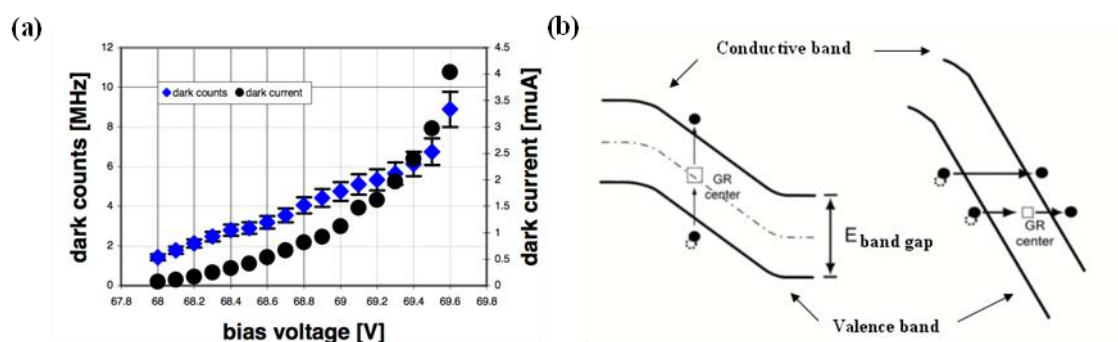 (a)
12
10
8
6
4
2
0
dark counts [MHz]
dark counts
dark current
4.5
4
3.5
3
2.5
2
1.5
1
0.5
0
dark current [muA]
67.8
68
68.2
68.4
68.6
68.8
69
69.2
69.4
69.6
69.8
bias voltage [V]
(b)
Conductive band
GR
center
E band gap
GR
center
Valence band